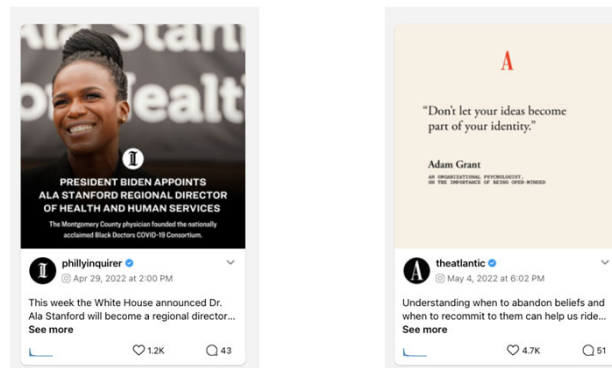 Ala Stan
or
ealt
PRESIDENT BIDEN APPOINTS
ALA STANFORD REGIONAL DIRECTOR
OF HEALTH AND HUMAN SERVICES
The Montgomery County physician founded the nationally
acclaimed Black Doctors COVID-19 Consortium.
phillyinquirer
Apr 29, 2022 at 2:00 PM
This week the White House announced Dr.
Ala Stanford will become a regional director...
See more
1.2K
43
A
“Don’t let your ideas become
part of your identity.”
Adam Grant
AN ORGANIZATIONAL PSYCHOLOGIST,
ON THE IMPORTANCE OF BEING OPEN-MINDED
A
theatlantic
May 4, 2022 at 6:02 PM
Understanding when to abandon beliefs and
when to recommit to them can help us ride...
See more
4.7K
51